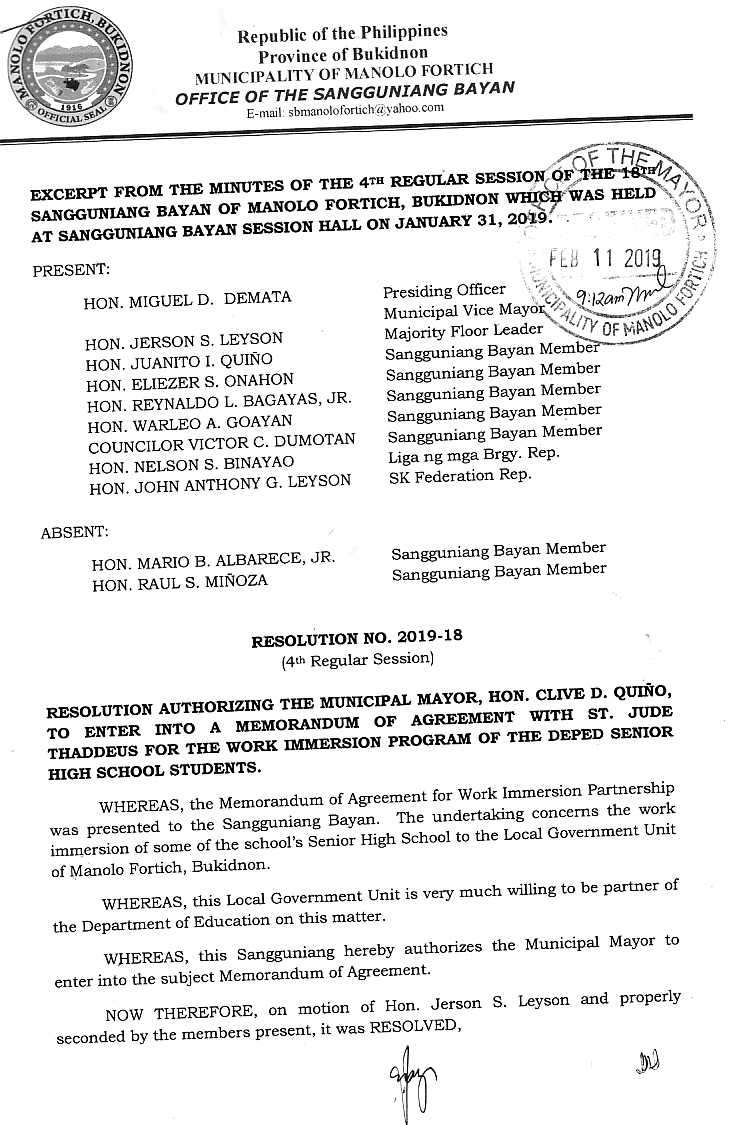 MANOLO FORTICH, BUKIDNON
1916
OFFICIAL SEAL
Republic of the Philippines
Province of Bukidnon
MUNICIPALITY OF MANOLO FORTICH
OFFICE OF THE SANGGUNIANG BAYAN
E-mail: sbmanolofortich@yahoo.com
EXCERPT FROM THE MINUTES OF THE 4TH REGULAR SESSION OF THE 18TH
SANGGUNIANG BAYAN OF MANOLO FORTICH, BUKIDNON WHICH WAS HELD
AT SANGGUNIANG BAYAN SESSION HALL ON JANUARY 31, 2019.
OF THE MAYOR
FEB 11 2019
9:12am
MUNICIPALITY OF MANOLO FORTICH
PRESENT:
HON. MIGUEL D. DEMATA Presiding Officer
Municipal Vice Mayor
HON. JERSON S. LEYSON Majority Floor Leader
HON. JUANITO I. QUIÑO Sangguniang Bayan Member
HON. ELIEZER S. ONAHON Sangguniang Bayan Member
HON. REYNALDO L. BAGAYAS, JR. Sangguniang Bayan Member
HON. WARLEO A. GOAYAN Sangguniang Bayan Member
COUNCILOR VICTOR C. DUMOTAN Sangguniang Bayan Member
HON. NELSON S. BINAYAO Liga ng mga Brgy. Rep.
HON. JOHN ANTHONY G. LEYSON SK Federation Rep.
ABSENT:
HON. MARIO B. ALBARECE, JR. Sangguniang Bayan Member
HON. RAUL S. MIÑOZA Sangguniang Bayan Member
RESOLUTION NO. 2019-18
(4th Regular Session)
RESOLUTION AUTHORIZING THE MUNICIPAL MAYOR, HON. CLIVE D. QUIÑO,
TO ENTER INTO A MEMORANDUM OF AGREEMENT WITH ST. JUDE
THADDEUS FOR THE WORK IMMERSION PROGRAM OF THE DEPED SENIOR
HIGH SCHOOL STUDENTS.
WHEREAS, the Memorandum of Agreement for Work Immersion Partnership
was presented to the Sangguniang Bayan. The undertaking concerns the work
immersion of some of the school's Senior High School to the Local Government Unit
of Manolo Fortich, Bukidnon.
WHEREAS, this Local Government Unit is very much willing to be partner of
the Department of Education on this matter.
WHEREAS, this Sangguniang hereby authorizes the Municipal Mayor to
enter into the subject Memorandum of Agreement.
NOW THEREFORE, on motion of Hon. Jerson S. Leyson and properly
seconded by the members present, it was RESOLVED,